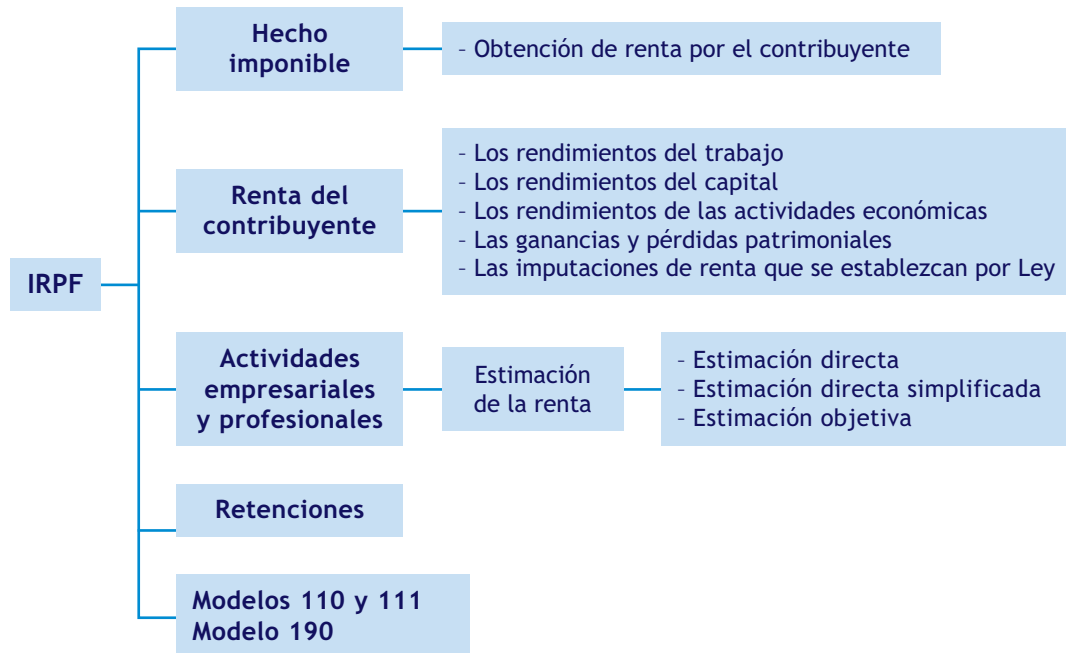 IRPF
Hecho
imponible
– Obtención de renta por el contribuyente
Renta del
contribuyente
– Los rendimientos del trabajo
– Los rendimientos del capital
– Los rendimientos de las actividades económicas
– Las ganancias y pérdidas patrimoniales
– Las imputaciones de renta que se establezcan por Ley
Actividades
empresariales
y profesionales
Estimación
de la renta
– Estimación directa
– Estimación directa simplificada
– Estimación objetiva
Retenciones
Modelos 110 y 111
Modelo 190